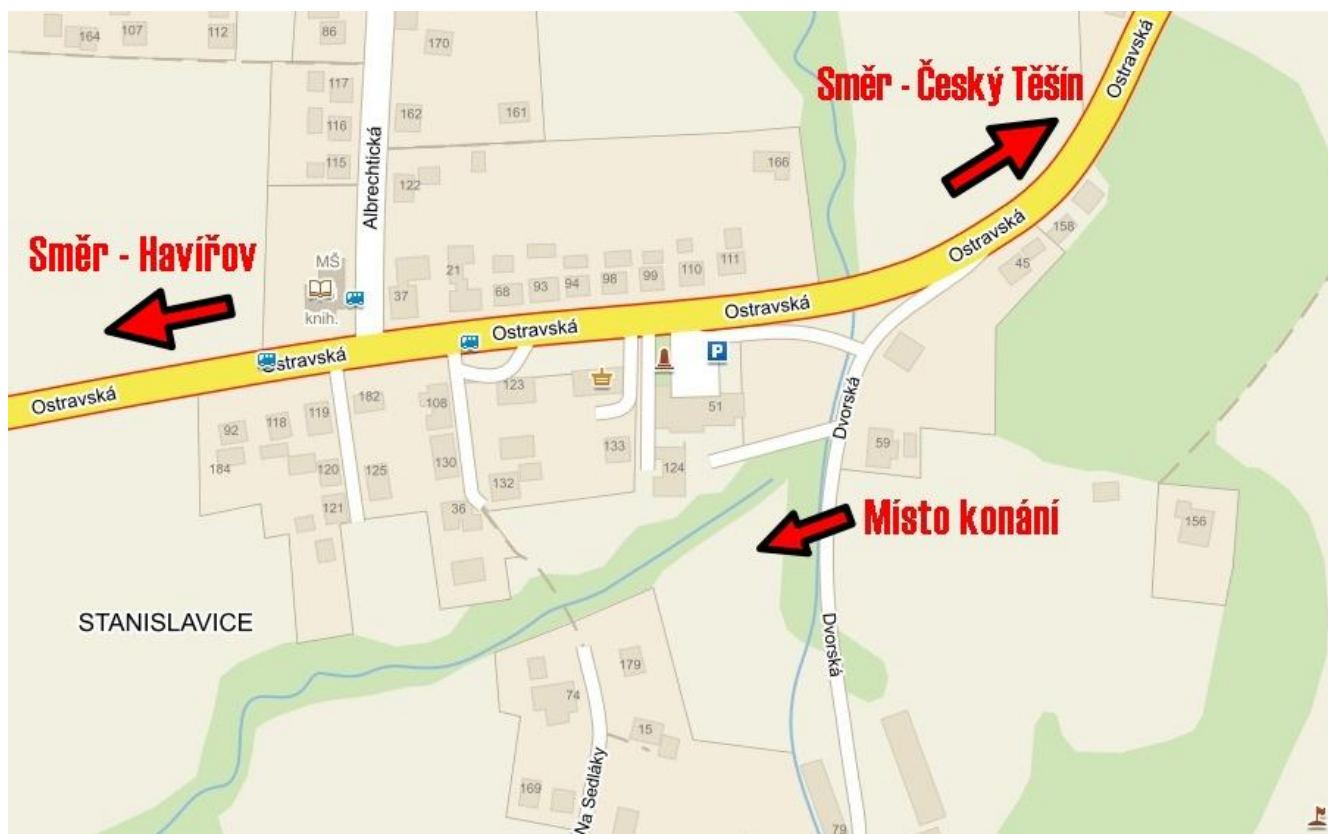 164
107
112
86
170
Ostravská
Směr - Český Těšín
117
162
161
116
Albrechtická
115
166
122
158
Směr - Havířov
MŠ
21
111
Ostravská
45
110
99
98
94
93
68
37
knih.
Ostravská
Ostravská
Ostravská
P
Ostravská
123
182
108
51
Dvorská
119
118
92
59
133
184
120
125
130
124
132
121
36
Místo konání
156
STANISLAVICE
Dvorská
179
74
15
Na Sedláky
169
79